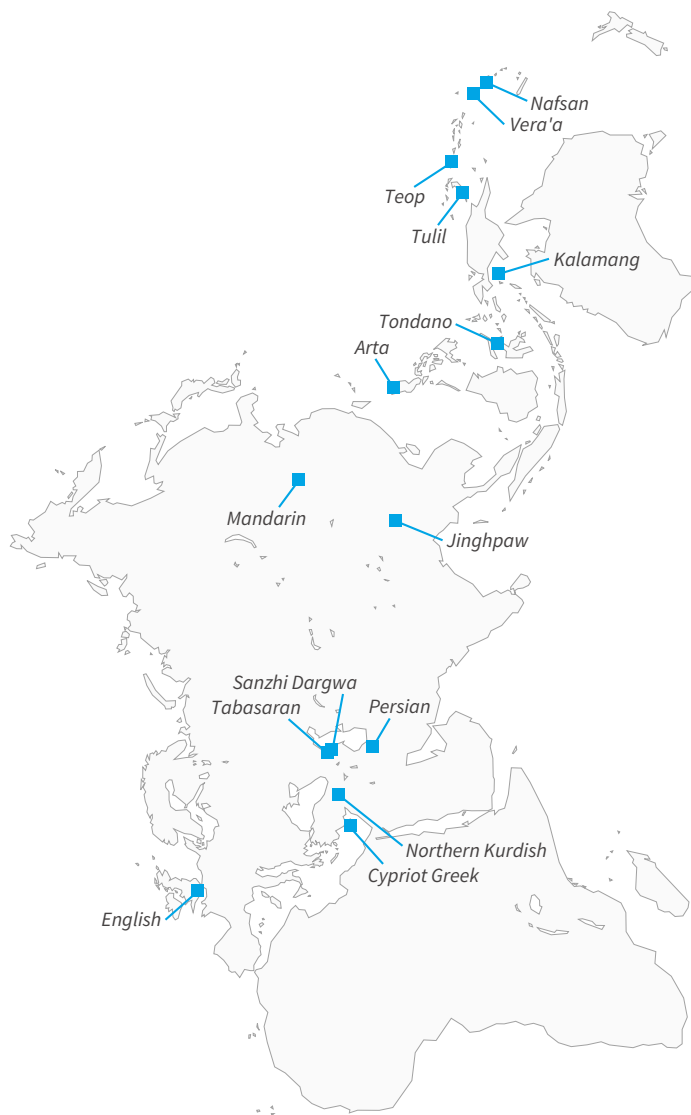 Nafsan
Vera'a
Teop
Tulil
Kalamang
Tondano
Arta
Mandarin
Jinghpaw
Sanzhi Dargwa
Tabasaran
Persian
Northern Kurdish
Cypriot Greek
English